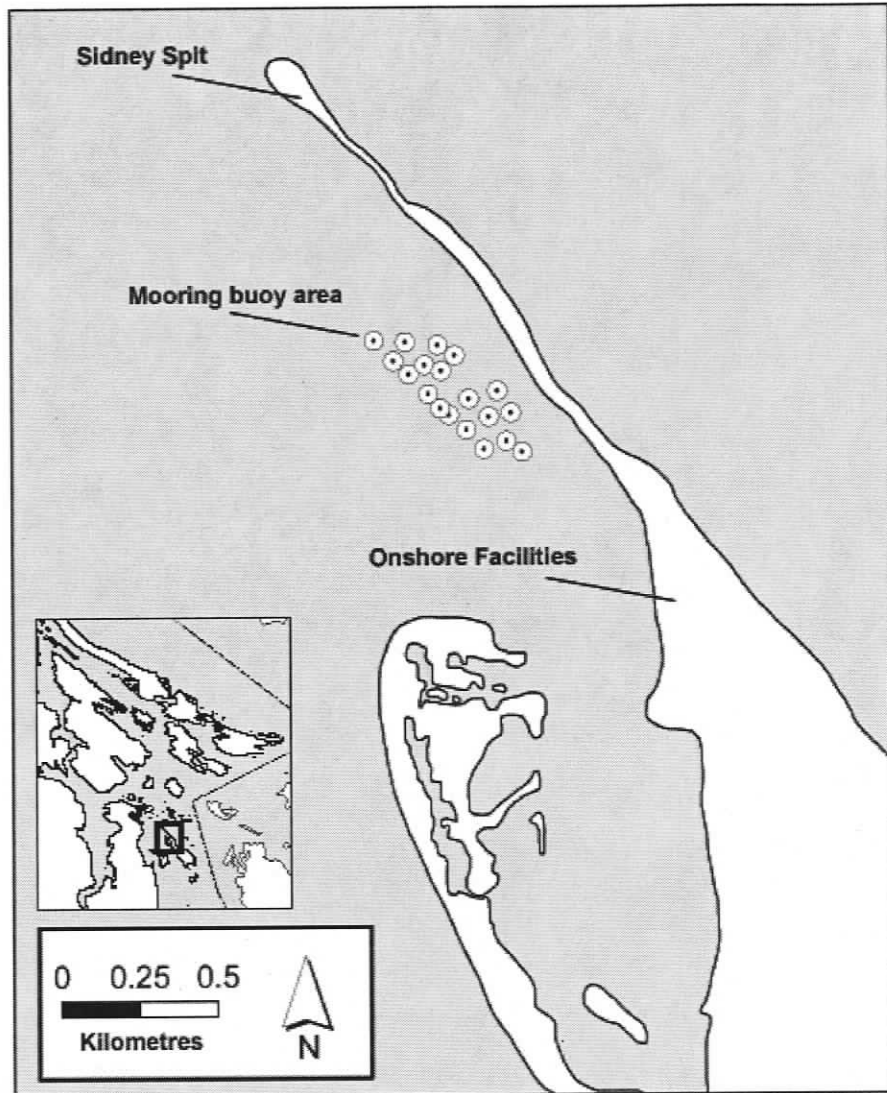 Sidney Spit
Mooring buoy area
Onshore Facilities
0 0.25 0.5
Kilometres
N